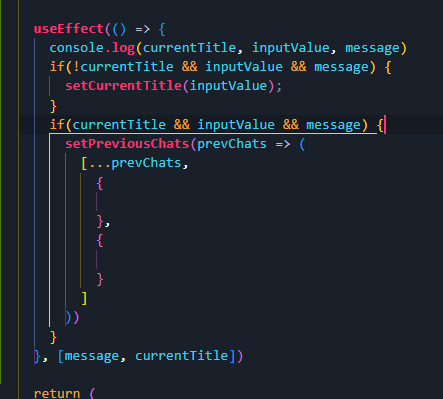 useEffect(() => {
console.log(currentTitle, inputValue, message)
if(!currentTitle && inputValue && message) {
setCurrentTitle(inputValue);
}
if(currentTitle && inputValue && message) {
setPreviousChats(prevChats => (
[...prevChats,
{
},
{
}
]
))
}
}, [message, currentTitle])
return (